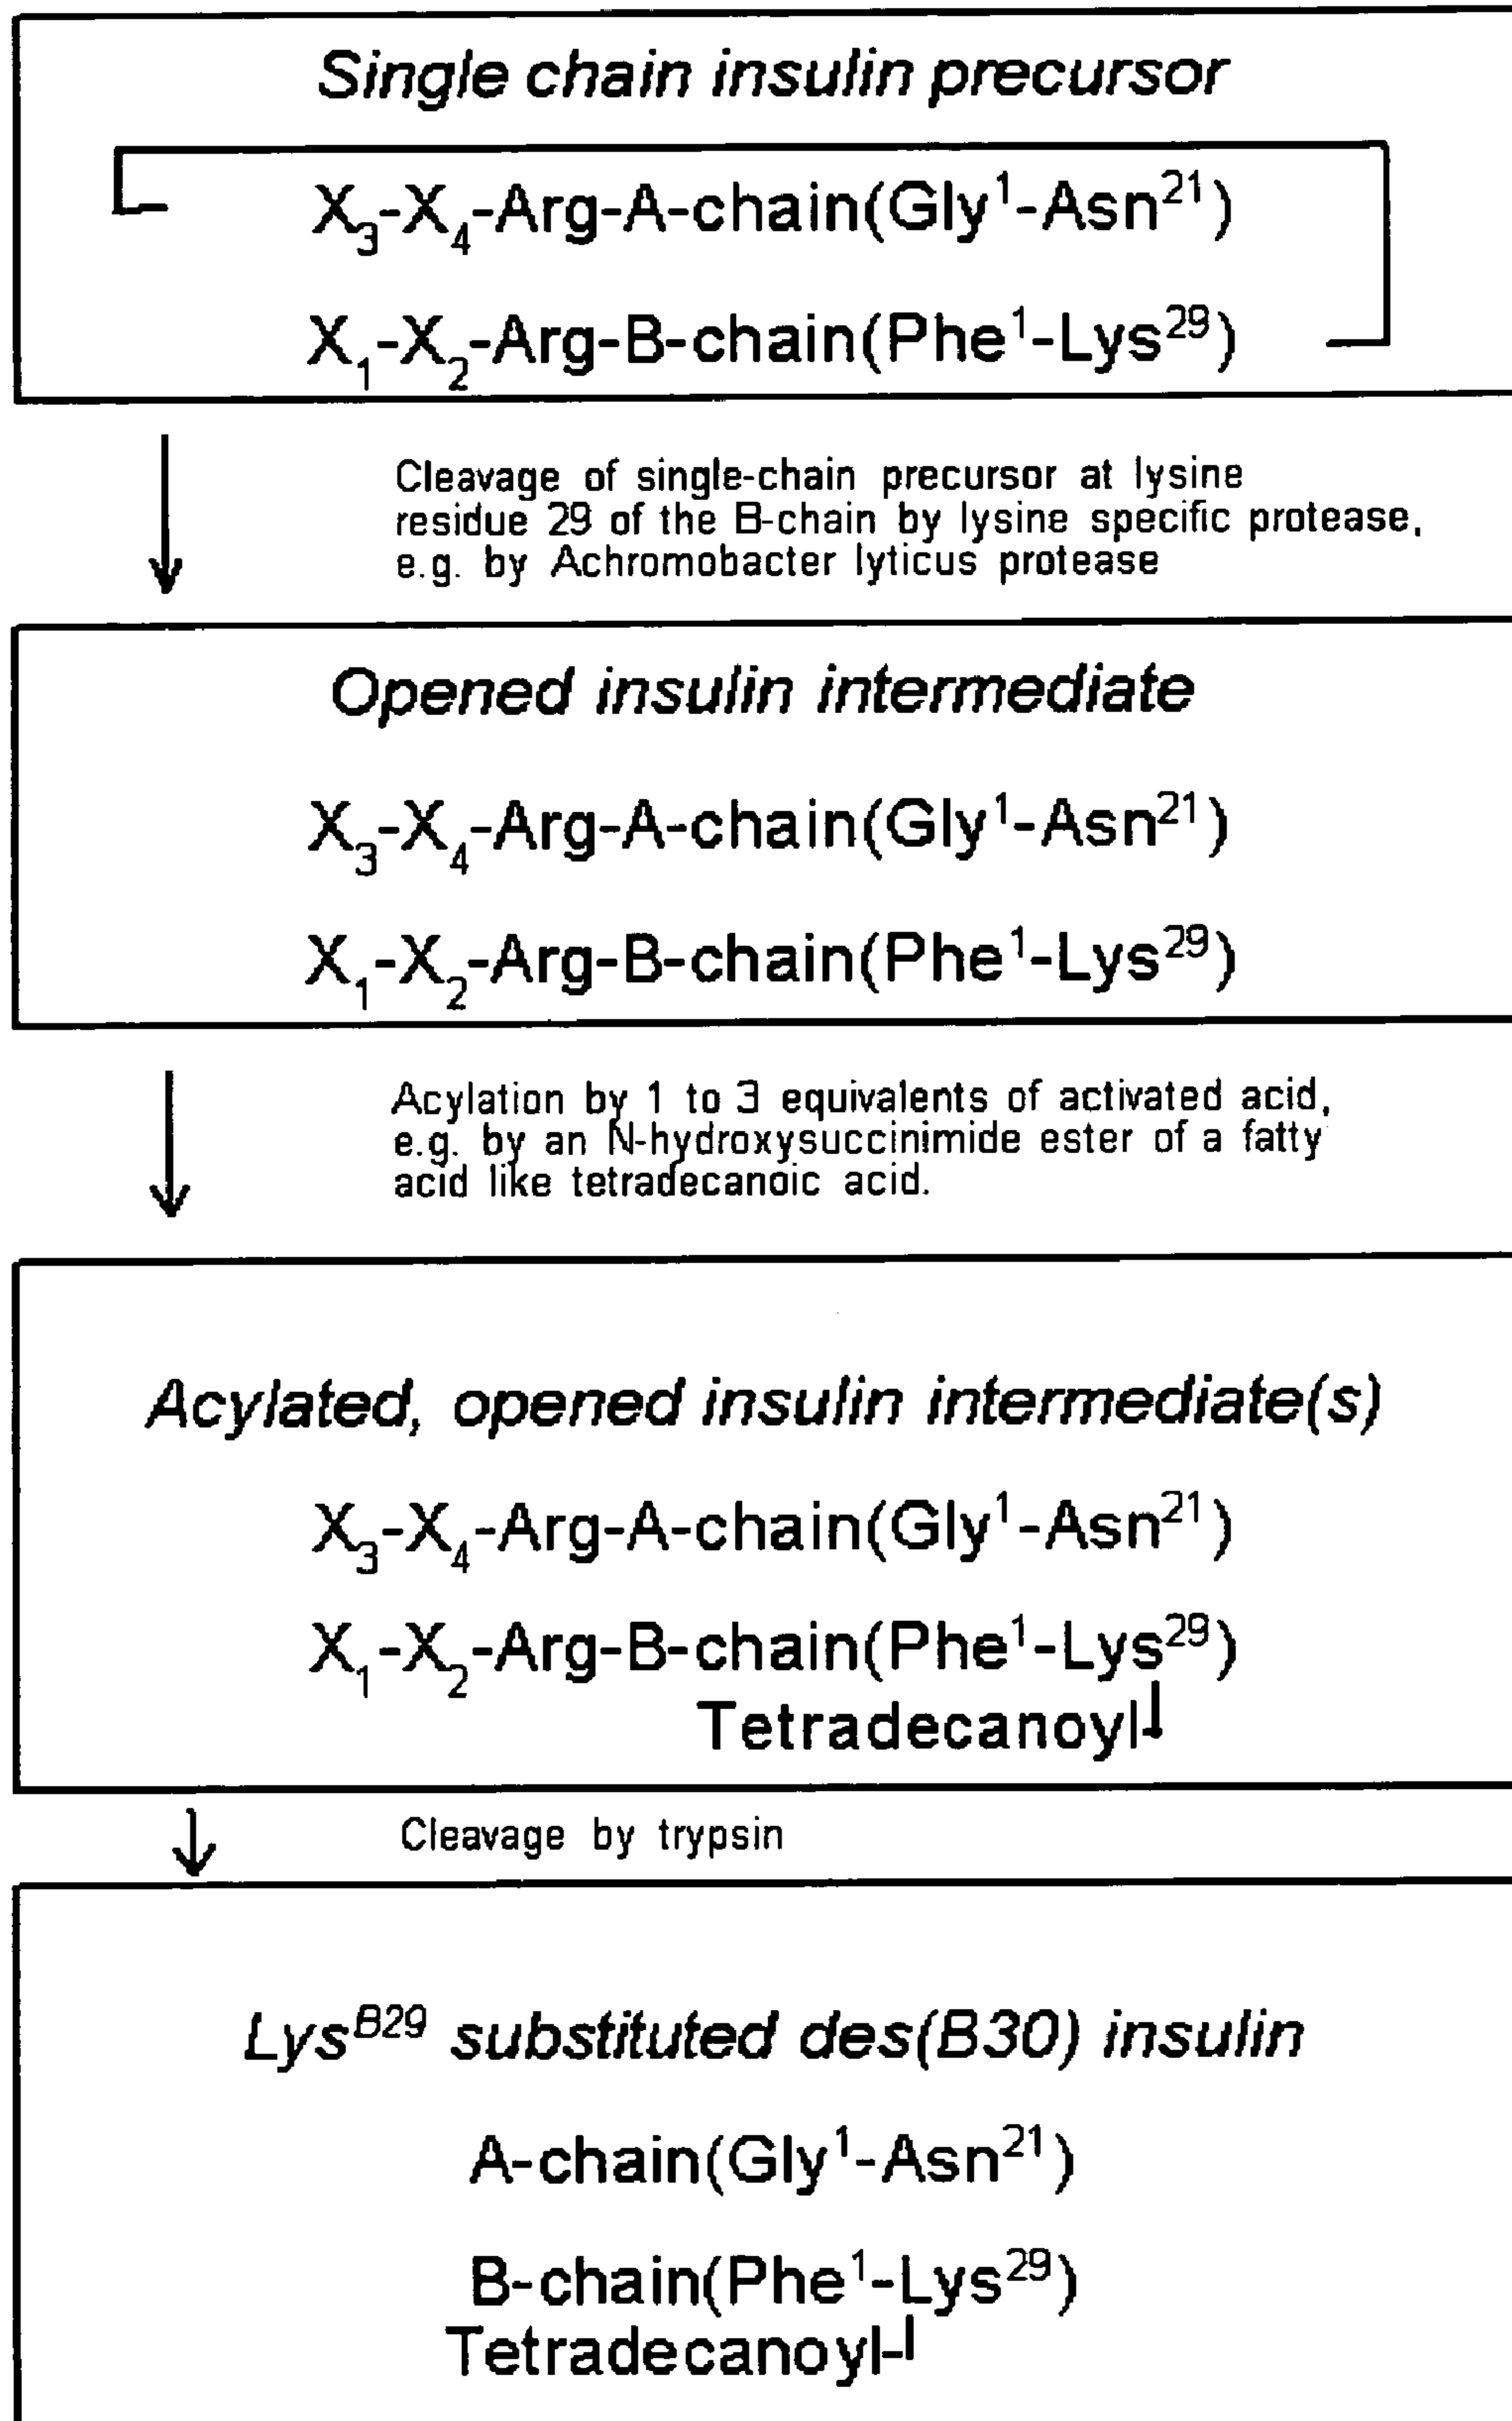 Single chain insulin precursor
X₃-X₄-Arg-A-chain(Gly¹-Asn²¹)
X₁-X₂-Arg-B-chain(Phe¹-Lys²⁹)
Cleavage of single-chain precursor at lysine
residue 29 of the B-chain by lysine specific protease,
e.g. by Achromobacter lyticus protease
Opened insulin intermediate
X₃-X₄-Arg-A-chain(Gly¹-Asn²¹)
X₁-X₂-Arg-B-chain(Phe¹-Lys²⁹)
Acylation by 1 to 3 equivalents of activated acid,
e.g. by an N-hydroxysuccinimide ester of a fatty
acid like tetradecanoic acid.
Acylated, opened insulin intermediate(s)
X₃-X₄-Arg-A-chain(Gly¹-Asn²¹)
X₁-X₂-Arg-B-chain(Phe¹-Lys²⁹)
Tetradecanoyl
Cleavage by trypsin
Lysᴮ²⁹ substituted des(B30) insulin
A-chain(Gly¹-Asn²¹)
B-chain(Phe¹-Lys²⁹)
Tetradecanoyl